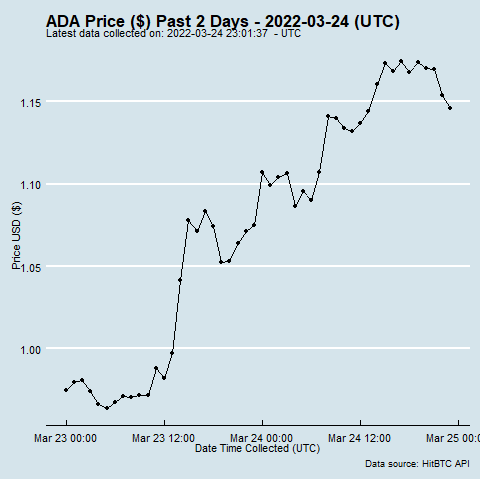 ADA Price ($) Past 2 Days - 2022-03-24 (UTC)
Latest data collected on: 2022-03-24 23:01:37  - UTC
1.15
1.10
1.05
1.00
Price USD ($)
Mar 23 00:00 Mar 23 12:00 Mar 24 00:00 Mar 24 12:00 Mar 25 00:
Date Time Collected (UTC)
Data source: HitBTC API